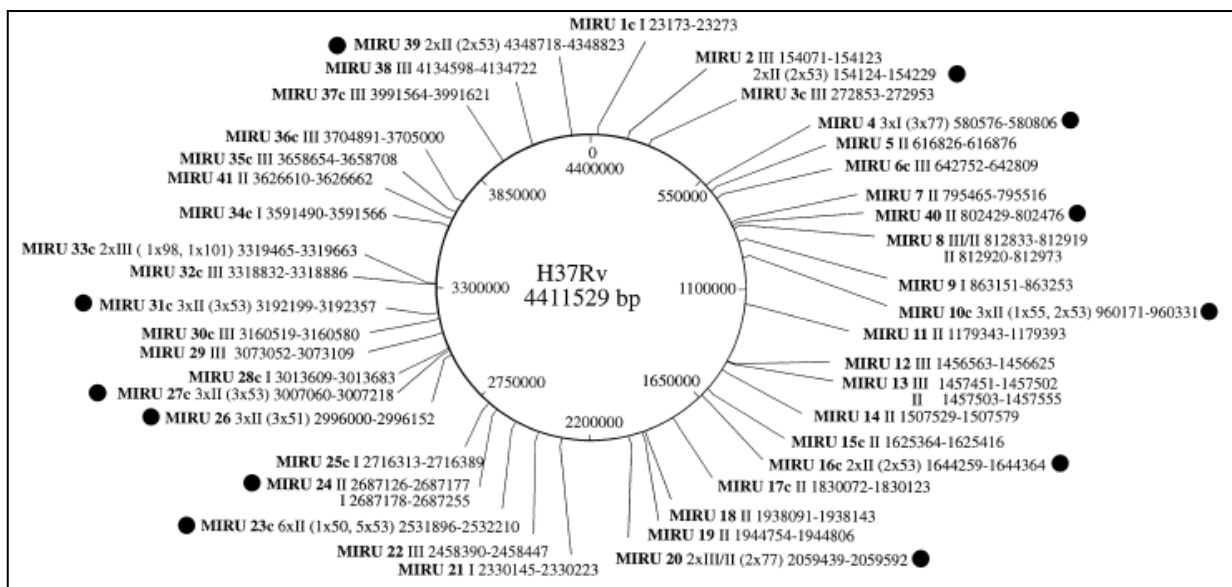 MIRU 1c I 23173-23273
MIRU 2 III 154071-154123
2xII (2x53) 154124-154229
MIRU 3c III 272853-272953
MIRU 4 3xI (3x77) 580576-580806
MIRU 5 II 616826-616876
MIRU 6c III 642752-642809
MIRU 7 II 795465-795516
MIRU 40 II 802429-802476
MIRU 8 III/II 812833-812919
II 812920-812973
MIRU 9 I 863151-863253
MIRU 10c 3xII (1x55, 2x53) 960171-960331
MIRU 11 II 1179343-1179393
MIRU 12 III 1456563-1456625
MIRU 13 III 1457451-1457502
II 1457503-1457555
MIRU 14 II 1507529-1507579
MIRU 15c II 1625364-1625416
MIRU 16c 2xII (2x53) 1644259-1644364
MIRU 17c II 1830072-1830123
MIRU 18 II 1938091-1938143
MIRU 19 II 1944754-1944806
MIRU 20 2xIII/II (2x77) 2059439-2059592
MIRU 21 I 2330145-2330223
MIRU 22 III 2458390-2458447
MIRU 23c 6xII (1x50, 5x53) 2531896-2532210
MIRU 24 II 2687126-2687177
I 2687178-2687255
MIRU 25c I 2716313-2716389
MIRU 26 3xII (3x51) 2996000-2996152
MIRU 27c 3xII (3x53) 3007060-3007218
MIRU 28c I 3013609-3013683
MIRU 29 III 3073052-3073109
MIRU 30c III 3160519-3160580
MIRU 31c 3xII (3x53) 3192199-3192357
MIRU 32c III 3318832-3318886
MIRU 33c 2xIII ( 1x98, 1x101) 3319465-3319663
MIRU 34c I 3591490-3591566
MIRU 41 II 3626610-3626662
MIRU 35c III 3658654-3658708
MIRU 36c III 3704891-3705000
MIRU 37c III 3991564-3991621
MIRU 38 III 4134598-4134722
MIRU 39 2xII (2x53) 4348718-4348823
0
4400000
550000
1100000
1650000
2200000
2750000
3300000
3850000
H37Rv
4411529 bp